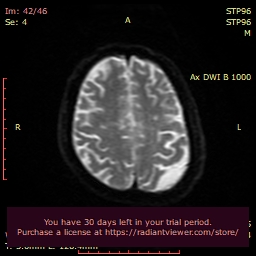 Im: 42/46
Se: 4
A
STP96
STP96
M
Ax DWI B 1000
R
L
You have 30 days left in your trial period.
Purchase a license at https://radiantviewer.com/store/